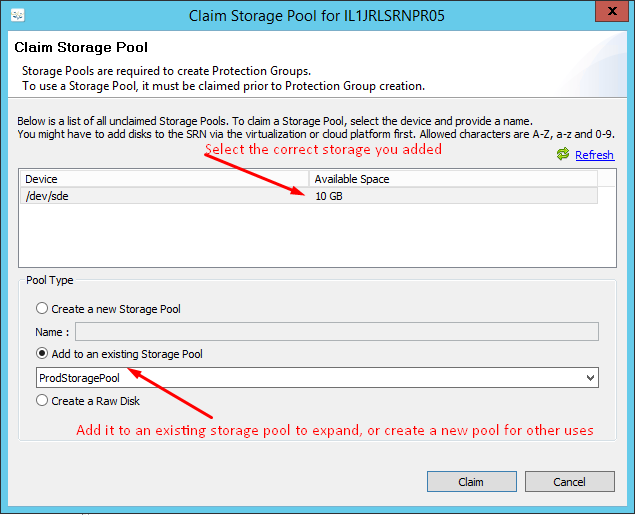 Claim Storage Pool for IL1JRLSRNPR05
x
Claim Storage Pool
Storage Pools are required to create Protection Groups.
To use a Storage Pool, it must be claimed prior to Protection Group creation.
Below is a list of all unclaimed Storage Pools. To claim a Storage Pool, select the device and provide a name.
You might have to add disks to the SRN via the virtualization or cloud platform first. Allowed characters are A-Z, a-z and 0-9.
Select the correct storage you added
Refresh
Device Available Space
/dev/sde 10 GB
Pool Type
Create a new Storage Pool
Name :
Add to an existing Storage Pool
ProdStoragePool
Create a Raw Disk
Add it to an existing storage pool to expand, or create a new pool for other uses
Claim Cancel